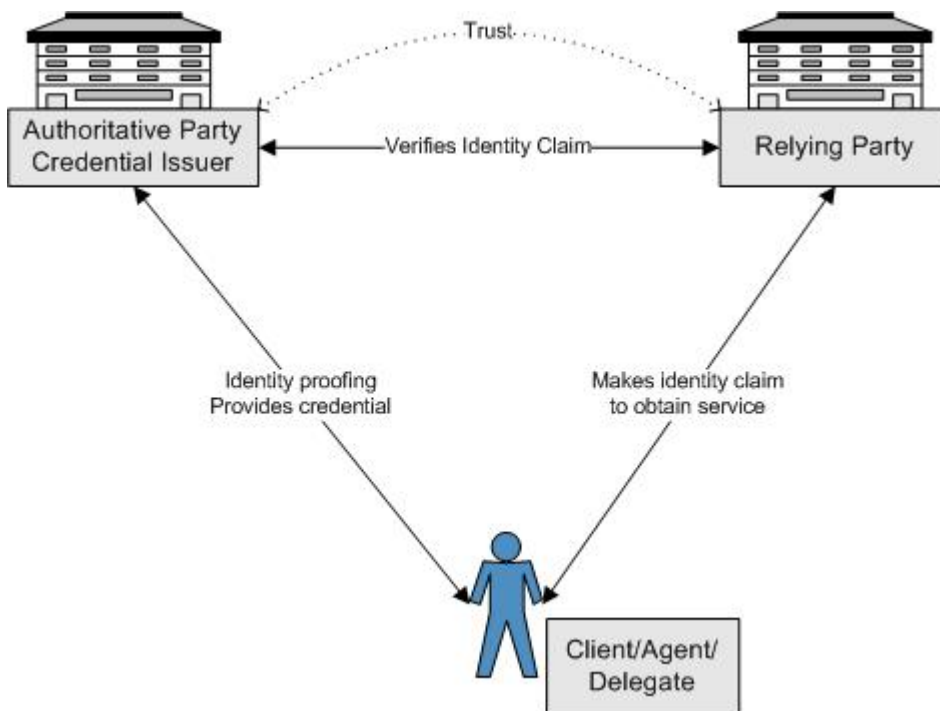 Trust
Authoritative Party
Credential Issuer
Verifies Identity Claim
Relying Party
Identity proofing
Provides credential
Makes identity claim
to obtain service
Client/Agent/
Delegate